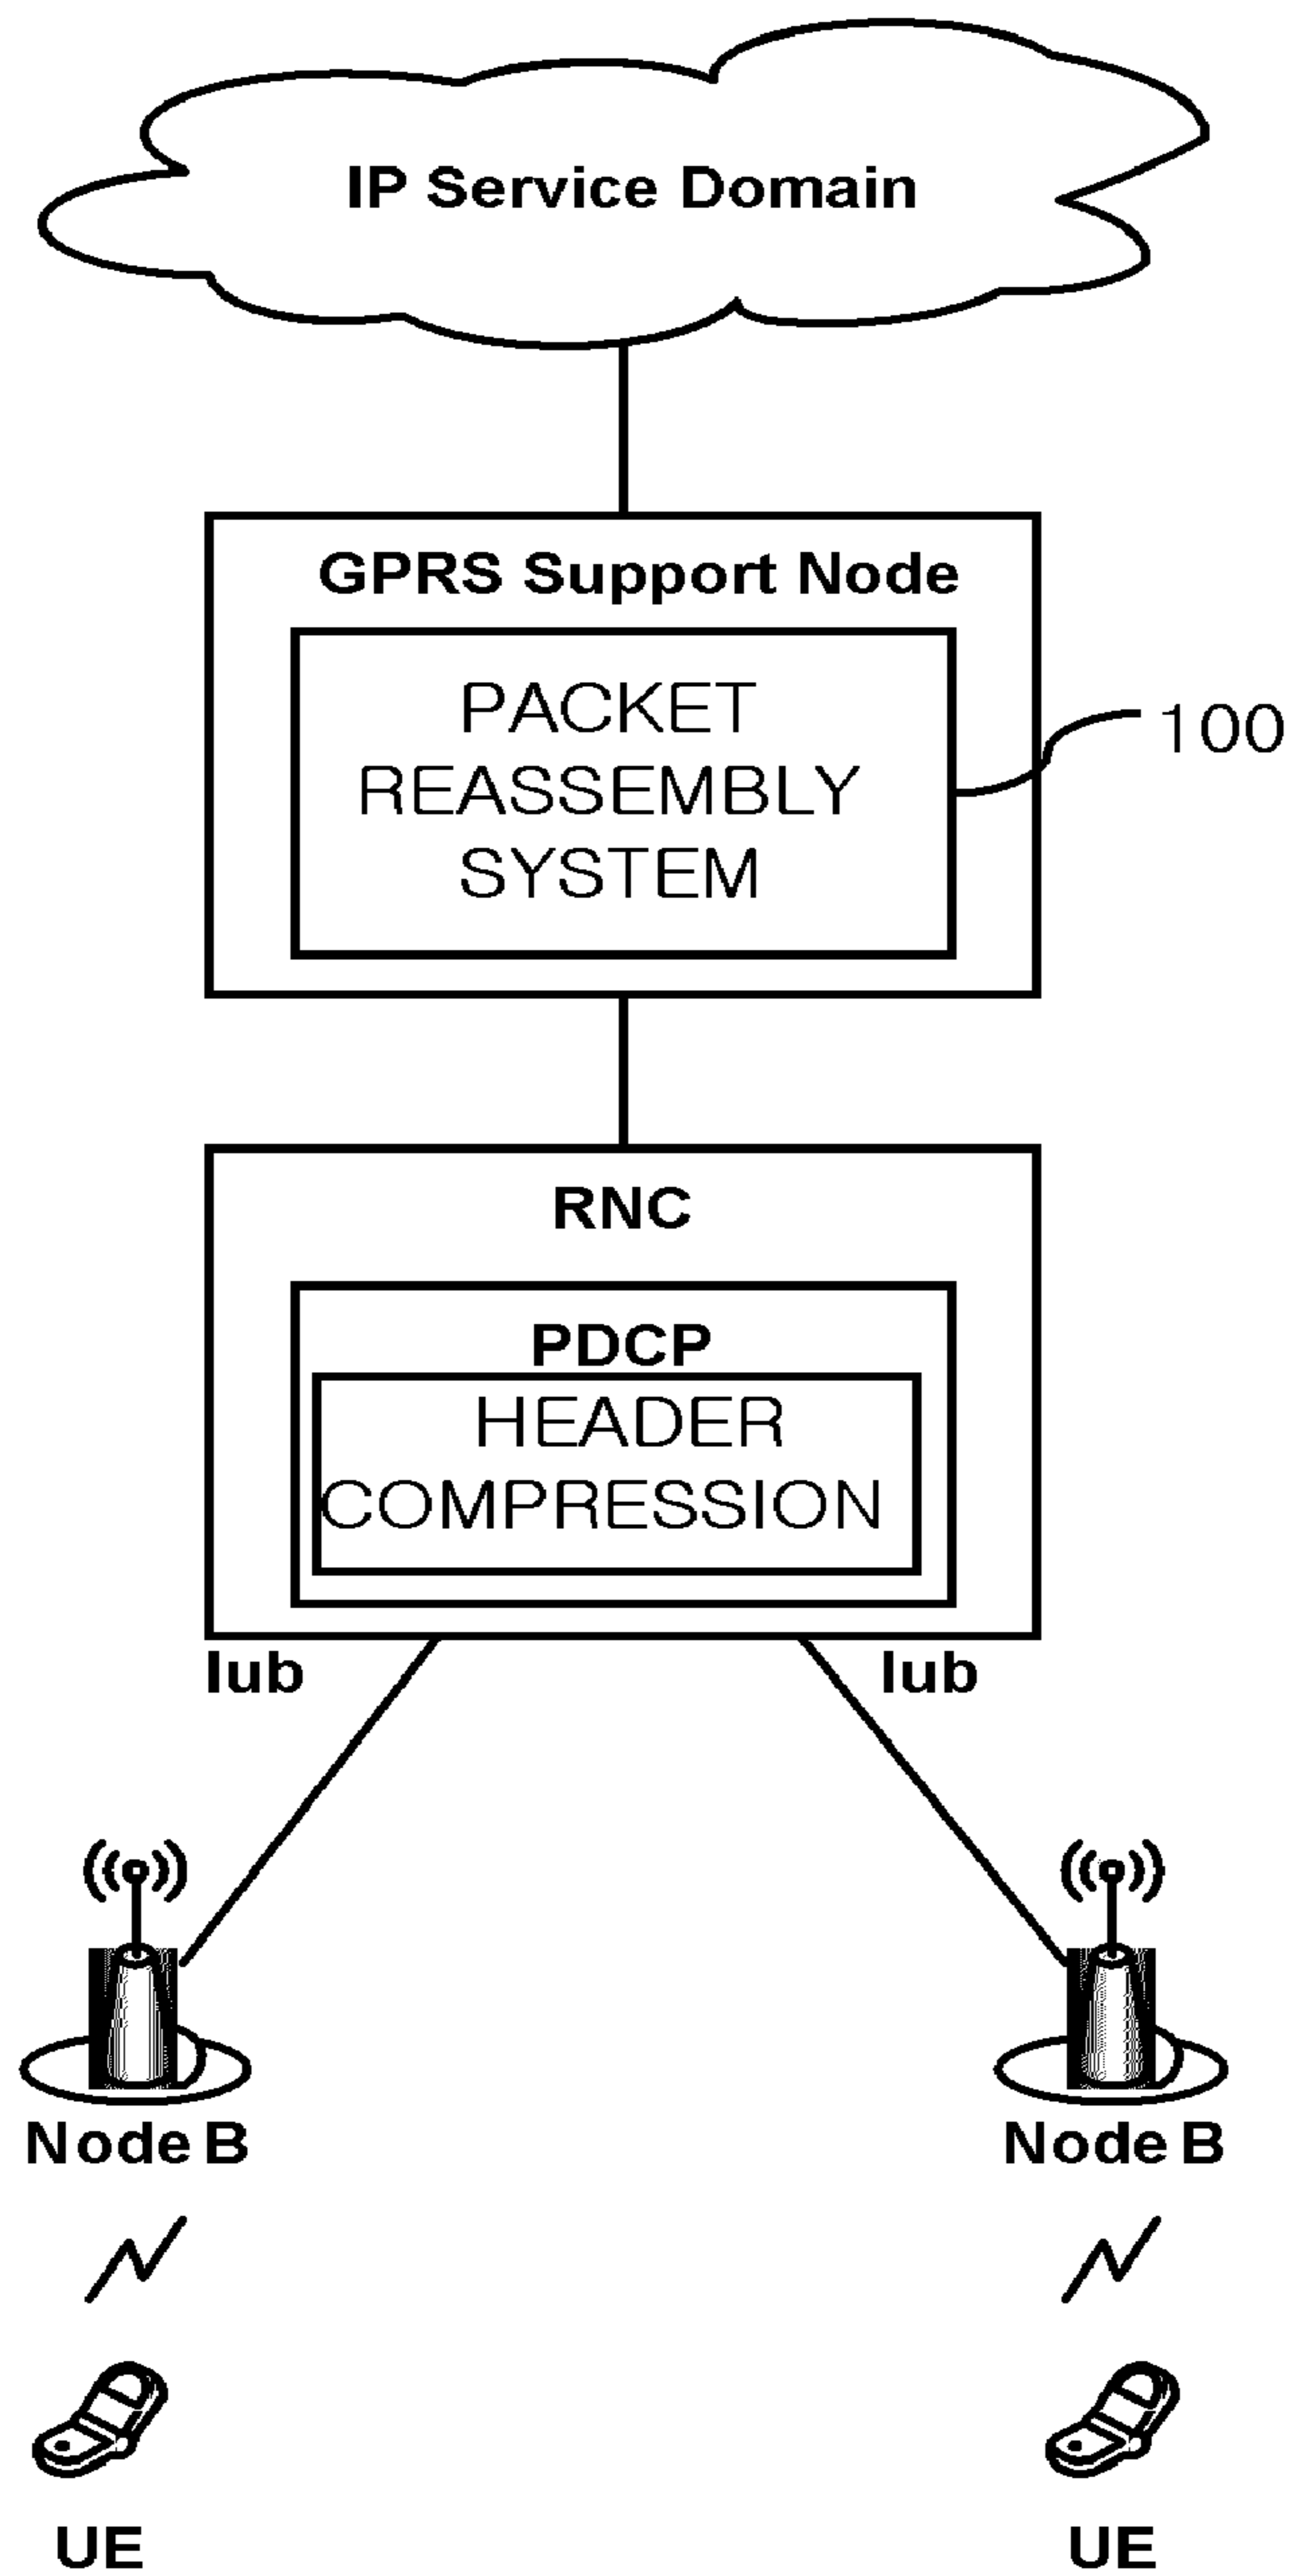 IP Service Domain
GPRS Support Node
PACKET
REASSEMBLY
SYSTEM
100
RNC
PDCP
HEADER
COMPRESSION
Iub
Iub
Node B
Node B
UE
UE